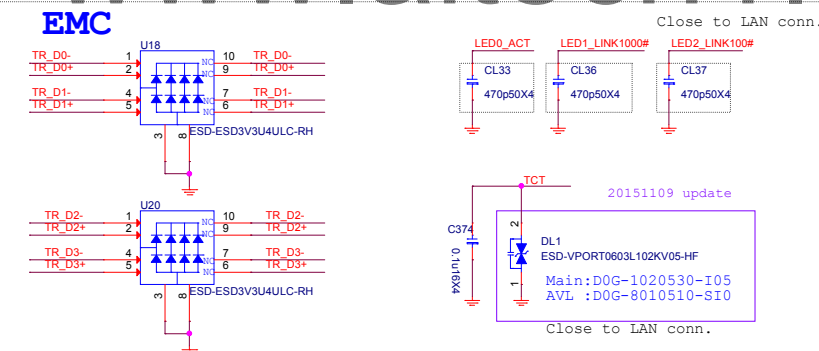 EMC
Close to LAN conn.
U18
TR_D0- 1 10 TR_D0-
TR_D0+ 2 NC 9 TR_D0+
NC
TR_D1- 4 7 TR_D1-
TR_D1+ 5 NC 6 TR_D1+
NC
3 8 ESD-ESD3V3U4ULC-RH
LED0_ACT LED1_LINK1000# LED2_LINK100#
CL33 CL36 CL37
470p50X4 470p50X4 470p50X4
U20
TR_D2- 1 10 TR_D2-
TR_D2+ 2 NC 9 TR_D2+
NC
TR_D3- 4 7 TR_D3-
TR_D3+ 5 NC 6 TR_D3+
NC
3 8 ESD-ESD3V3U4ULC-RH
TCT
20151109 update
C374
0.1u16X4
2
DL1
ESD-VPORT0603L102KV05-HF
1
Main:D0G-1020530-I05
AVL :D0G-8010510-SI0
Close to LAN conn.